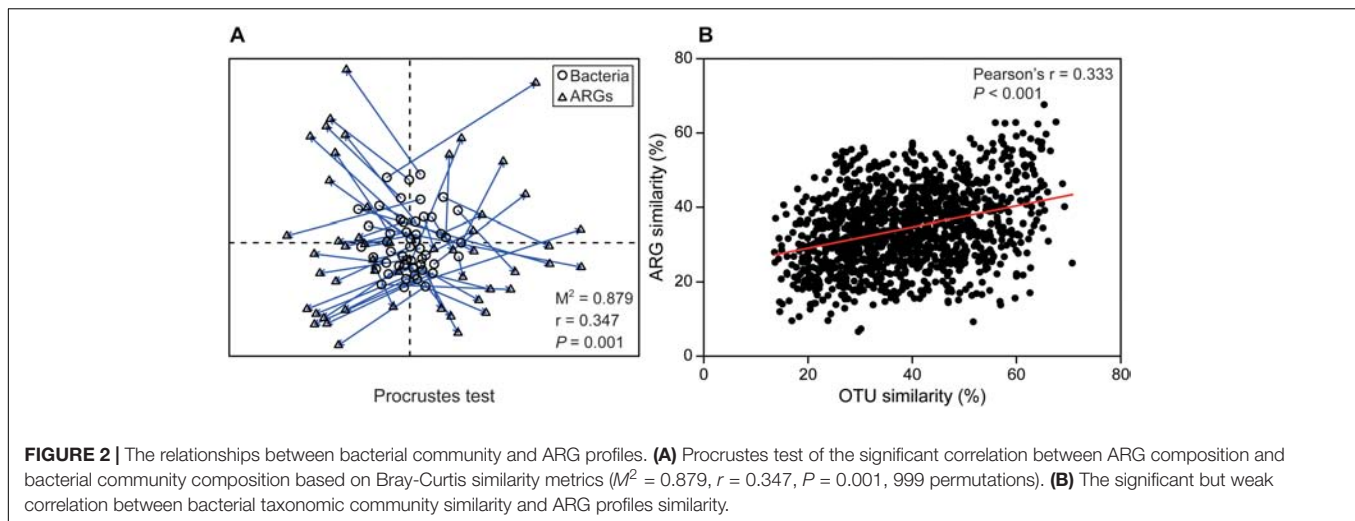 A
○ Bacteria
△ ARGs
M² = 0.879
r = 0.347
P = 0.001
Procrustes test
B
Pearson's r = 0.333
P < 0.001
ARG similarity (%)
80
60
40
20
0
0 20 40 60 80
OTU similarity (%)
FIGURE 2 | The relationships between bacterial community and ARG profiles. (A) Procrustes test of the significant correlation between ARG composition and
bacterial community composition based on Bray-Curtis similarity metrics (M² = 0.879, r = 0.347, P = 0.001, 999 permutations). (B) The significant but weak
correlation between bacterial taxonomic community similarity and ARG profiles similarity.